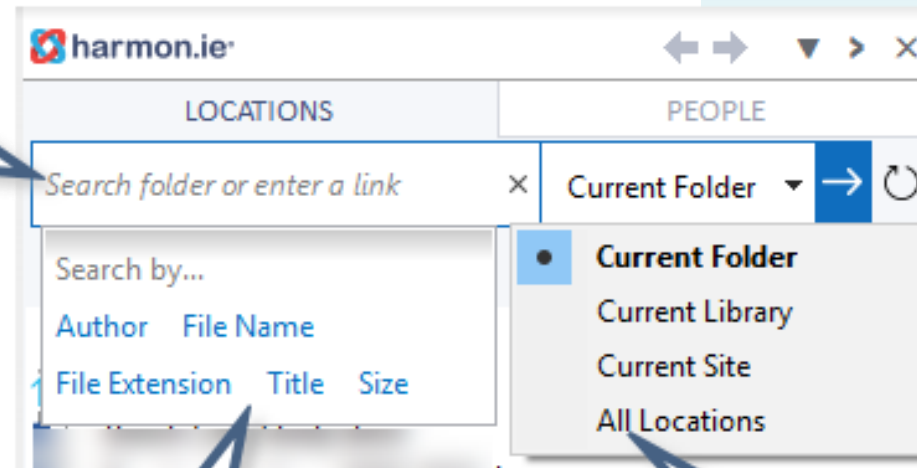 harmon.ie
LOCATIONS PEOPLE
Search folder or enter a link Current Folder
Search by...
Author File Name
File Extension Title Size
Current Folder
Current Library
Current Site
All Locations